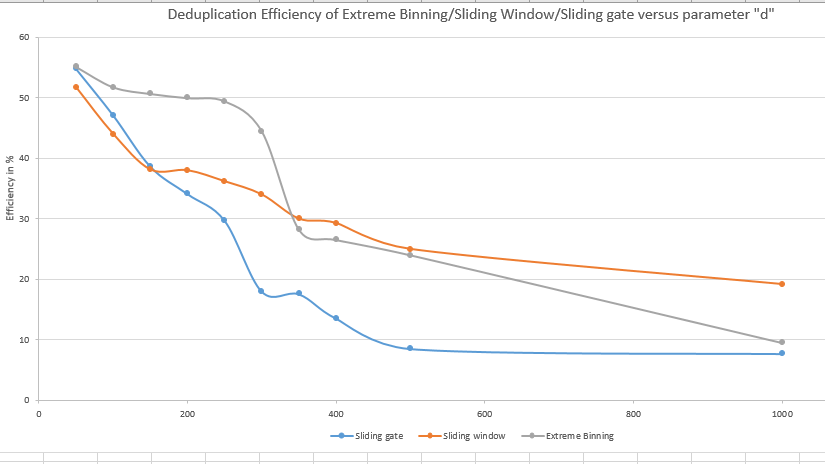 Deduplication Efficiency of Extreme Binning/Sliding Window/Sliding gate versus parameter "d"
60
50
40
30
20
10
0
Efficiency in %
0 200 400 600 800 1000
Sliding gate Sliding window Extreme Binning